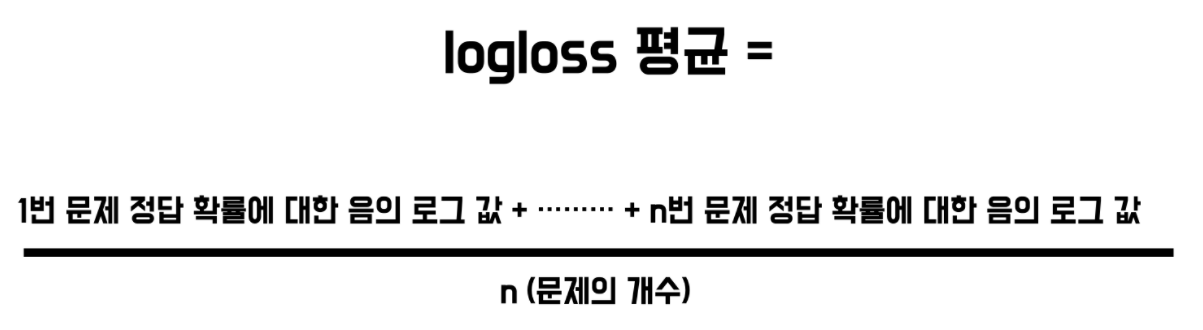 logloss 평균 =
1번 문제 정답 확률에 대한 음의 로그 값 + ……… + n번 문제 정답 확률에 대한 음의 로그 값
n (문제의 개수)